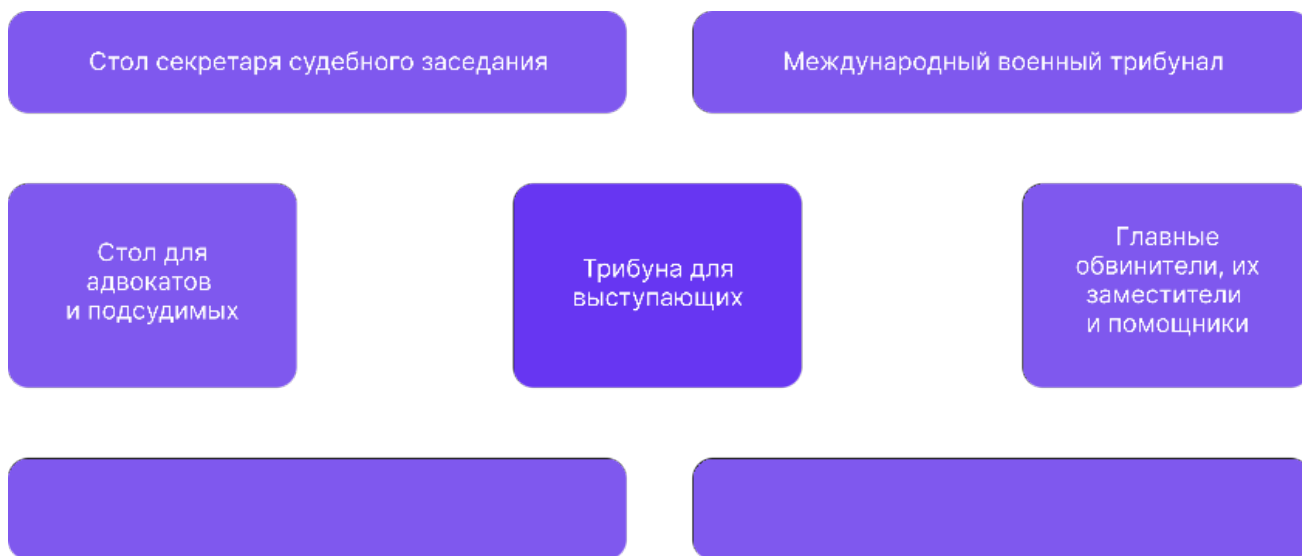 Стол секретаря судебного заседания
Международный военный трибунал
Стол для
адвокатов
и подсудимых
Трибуна для
выступающих
Главные
обвинители, их
заместители
и помощники